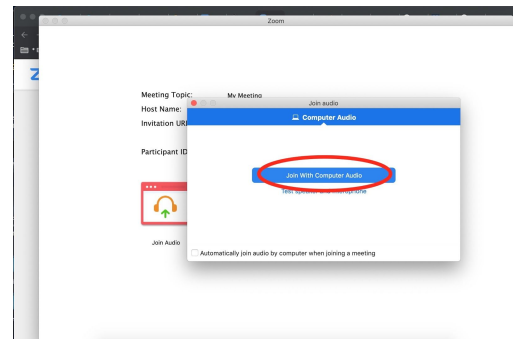 Zoom
Z
Meeting Topic: My Meeting
Host Name:
Join audio
Invitation UR
Computer Audio
Participant ID
Join With Computer Audio
Test speaker and microphone
Join Audio
Automatically join audio by computer when joining a meeting